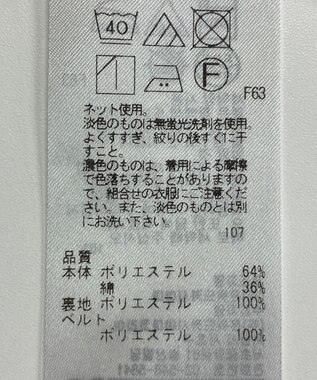 40
F
F63
ネット使用。
淡色のものは無蛍光洗剤を使用。
よくすすぎ、絞りの後すぐに干
すこと。
濃色のものは、着用による摩擦
で色落ちすることがありますの
で、組合せの衣服にご注意くださ
い。また、淡色のものとは別
にお洗い下さい。
107
品質
本体 ポリエステル 64%
綿 36%
裏地 ポリエステル 100%
ベルト
ポリエステル 100%